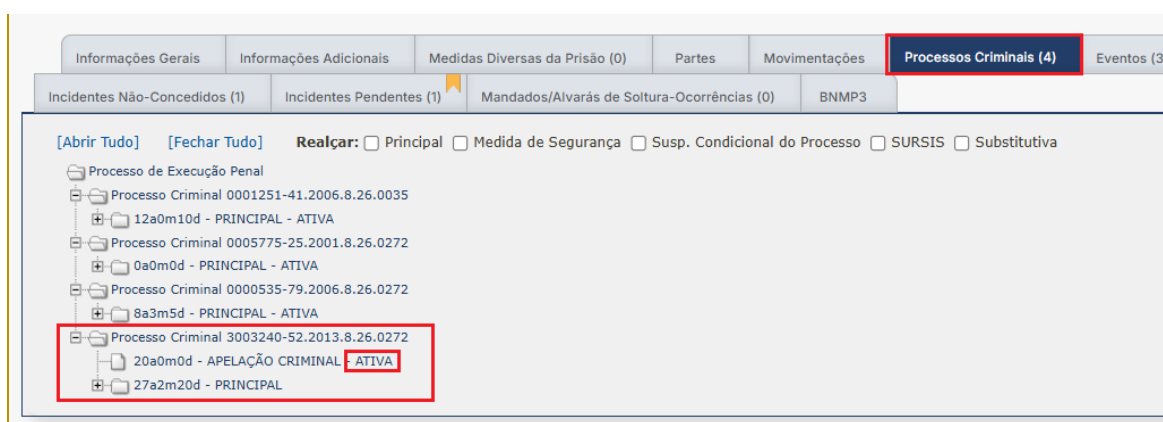 Informações Gerais Informações Adicionais Medidas Diversas da Prisão (0) Partes Movimentações Processos Criminais (4) Eventos (3
Incidentes Não-Concedidos (1) Incidentes Pendentes (1) Mandados/Alvarás de Soltura-Ocorrências (0) BNMP3
[Abrir Tudo] [Fechar Tudo] Realçar: Principal Medida de Segurança Susp. Condicional do Processo SURSIS Substitutiva
Processo de Execução Penal
Processo Criminal 0001251-41.2006.8.26.0035
12a0m10d - PRINCIPAL - ATIVA
Processo Criminal 0005775-25.2001.8.26.0272
0a0m0d - PRINCIPAL - ATIVA
Processo Criminal 0000535-79.2006.8.26.0272
8a3m5d - PRINCIPAL - ATIVA
Processo Criminal 3003240-52.2013.8.26.0272
20a0m0d - APELAÇÃO CRIMINAL - ATIVA
27a2m20d - PRINCIPAL